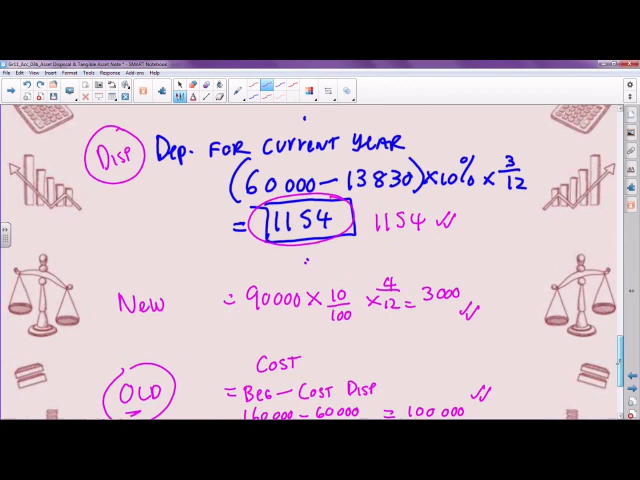 Gr11_Acc_03b_Asset Disposal & Tangible Asset Note * - SMART Notebook
File Edit View Insert Format Tools Response Add-ons Help
Disp Dep. FOR CURRENT YEAR
(60 000 - 13 830) × 10% × 3/12
= 1154 1154 ✓✓
New = 90000 × 10/100 × 4/12 = 3000 ✓✓
COST
OLD = BEG - COST DISP ✓✓
160 000 - 60 000 = 100 000